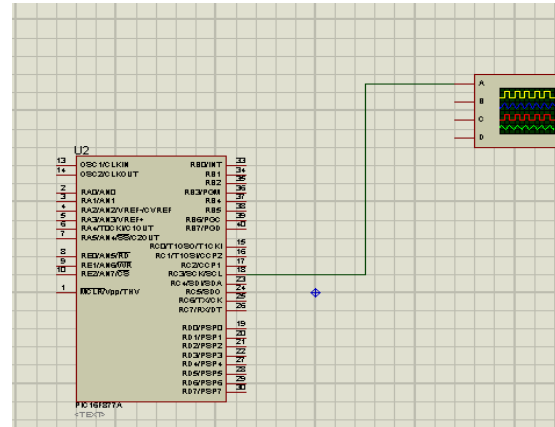 U2
13 OSC1/CLKIN RB0/INT 33
14 OSC2/CLKOUT RB1 34
RB2 35
2 RA0/AN0 RB3/PGM 36
3 RA1/AN1 RB4 37
4 RA2/AN2/VREF-/CVREF RB5 38
5 RA3/AN3/VREF+ RB6/PGC 39
6 RA4/T0CKI/C1OUT RB7/PGD 40
7 RA5/AN4/SS/C2OUT
RC0/T1OSO/T1CKI 15
8 RE0/AN5/RD RC1/T1OSI/CCP2 16
9 RE1/AN6/WR RC2/CCP1 17
10 RE2/AN7/CS RC3/SCK/SCL 18
RC4/SDI/SDA 23
1 MCLR/Vpp/THV RC5/SDO 24
RC6/TX/CK 25
RC7/RX/DT 26
RD0/PSP0 19
RD1/PSP1 20
RD2/PSP2 21
RD3/PSP3 22
RD4/PSP4 27
RD5/PSP5 28
RD6/PSP6 29
RD7/PSP7 30
PIC16F877A
<TEXT>
A
B
C
D